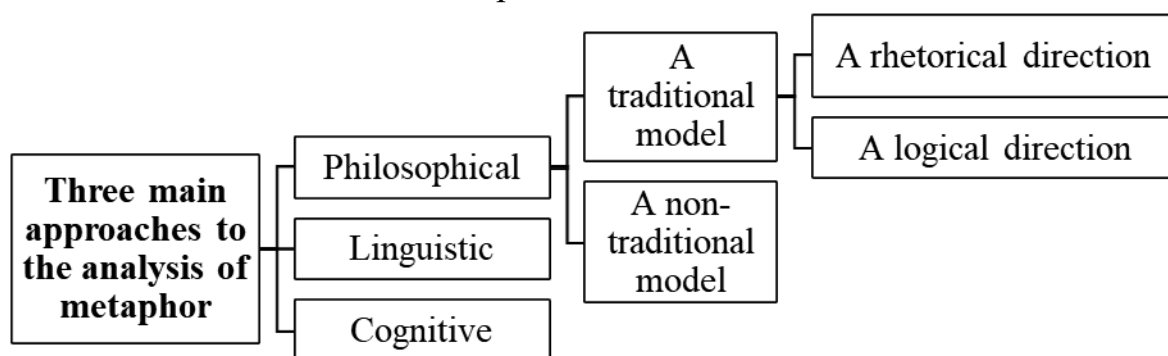 A rhetorical direction
A
traditional
model
A logical direction
Philosophical
Three main
approaches to
the analysis of
metaphor
A non-
traditional
model
Linguistic
Cognitive